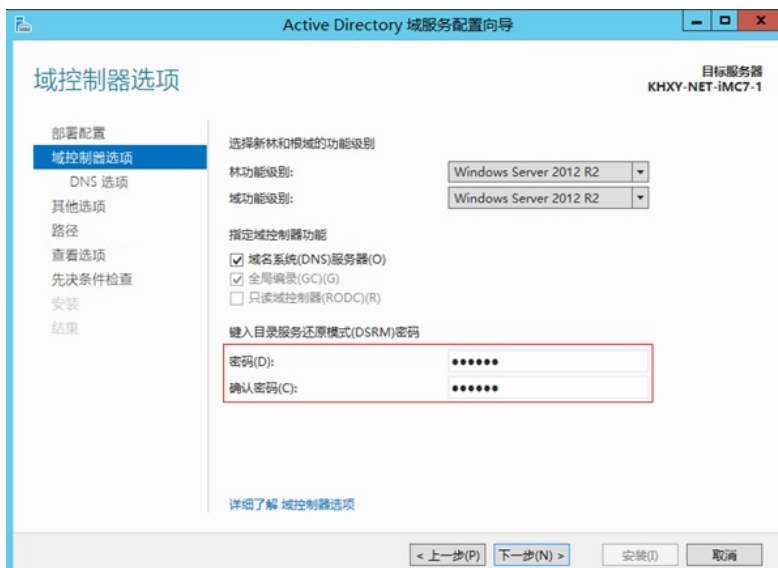 Active Directory 域服务配置向导
域控制器选项
目标服务器
KHXY-NET-iMC7-1
部署配置
域控制器选项
DNS 选项
其他选项
路径
查看选项
先决条件检查
安装
结果
选择新林和根域的功能级别
林功能级别: Windows Server 2012 R2
域功能级别: Windows Server 2012 R2
指定域控制器功能
域名系统(DNS)服务器(O)
全局编录(GC)(G)
只读域控制器(RODC)(R)
键入目录服务还原模式(DSRM)密码
密码(D): ●●●●●●
确认密码(C): ●●●●●●
详细了解 域控制器选项
< 上一步(P) 下一步(N) > 安装(I) 取消